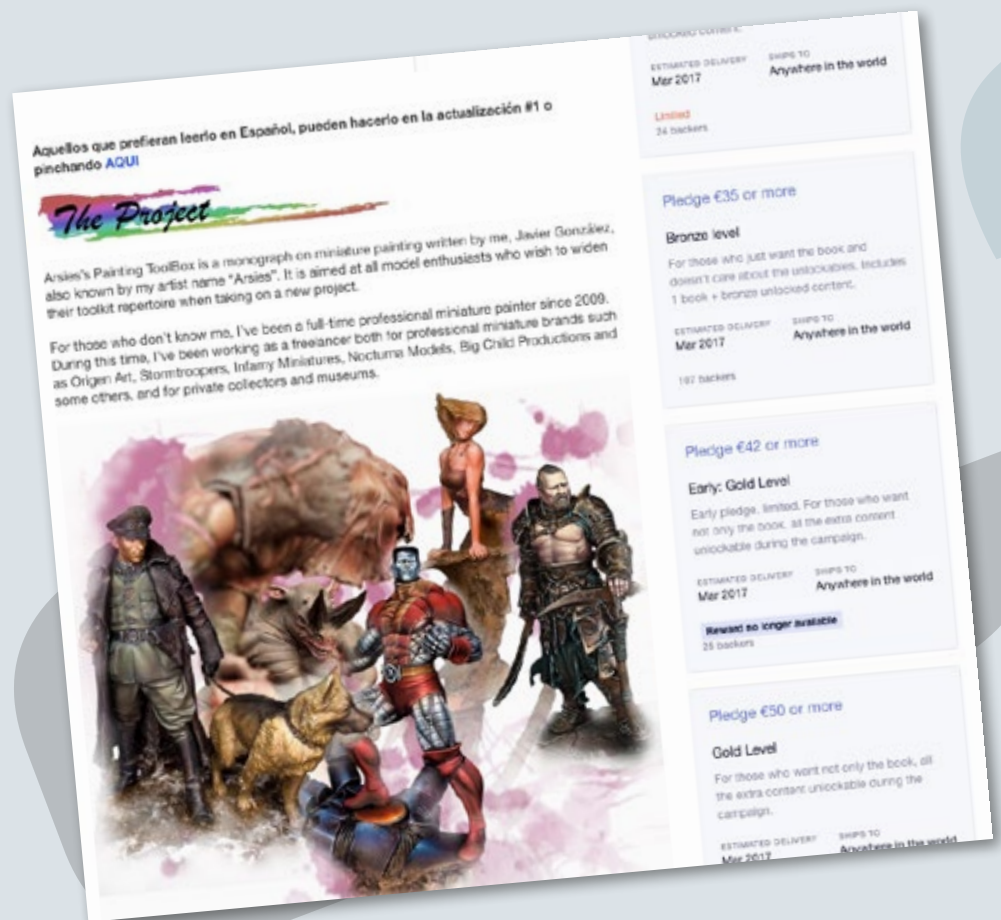 Aquellos que prefieran leerlo en Español, pueden hacerlo en la actualización #1 o
pinchando AQUI
The Project
Arsies's Painting ToolBox is a monograph on miniature painting written by me, Javier González,
also known by my artist name "Arsies". It is aimed at all model enthusiasts who wish to widen
their toolkit repertoire when taking on a new project.
For those who don't know me, I've been a full-time professional miniature painter since 2009.
During this time, I've been working as a freelancer both for professional miniature brands such
as Origen Art, Stormtroopers, Infamy Miniatures, Nocturna Models, Big Child Productions and
some others, and for private collectors and museums.
unlocked content.
ESTIMATED DELIVERY
Mar 2017
SHIPS TO
Anywhere in the world
Limited
24 backers
Pledge €35 or more
Bronze level
For those who just want the book and
doesn't care about the unlockables. Includes
1 book + bronze unlocked content.
ESTIMATED DELIVERY
Mar 2017
SHIPS TO
Anywhere in the world
197 backers
Pledge €42 or more
Early: Gold Level
Early pledge, limited. For those who want
not only the book, all the extra content
unlockable during the campaign.
ESTIMATED DELIVERY
Mar 2017
SHIPS TO
Anywhere in the world
Reward no longer available
25 backers
Pledge €50 or more
Gold Level
For those who want not only the book, all
the extra content unlockable during the
campaign.
ESTIMATED DELIVERY
Mar 2017
SHIPS TO
Anywhere in the world